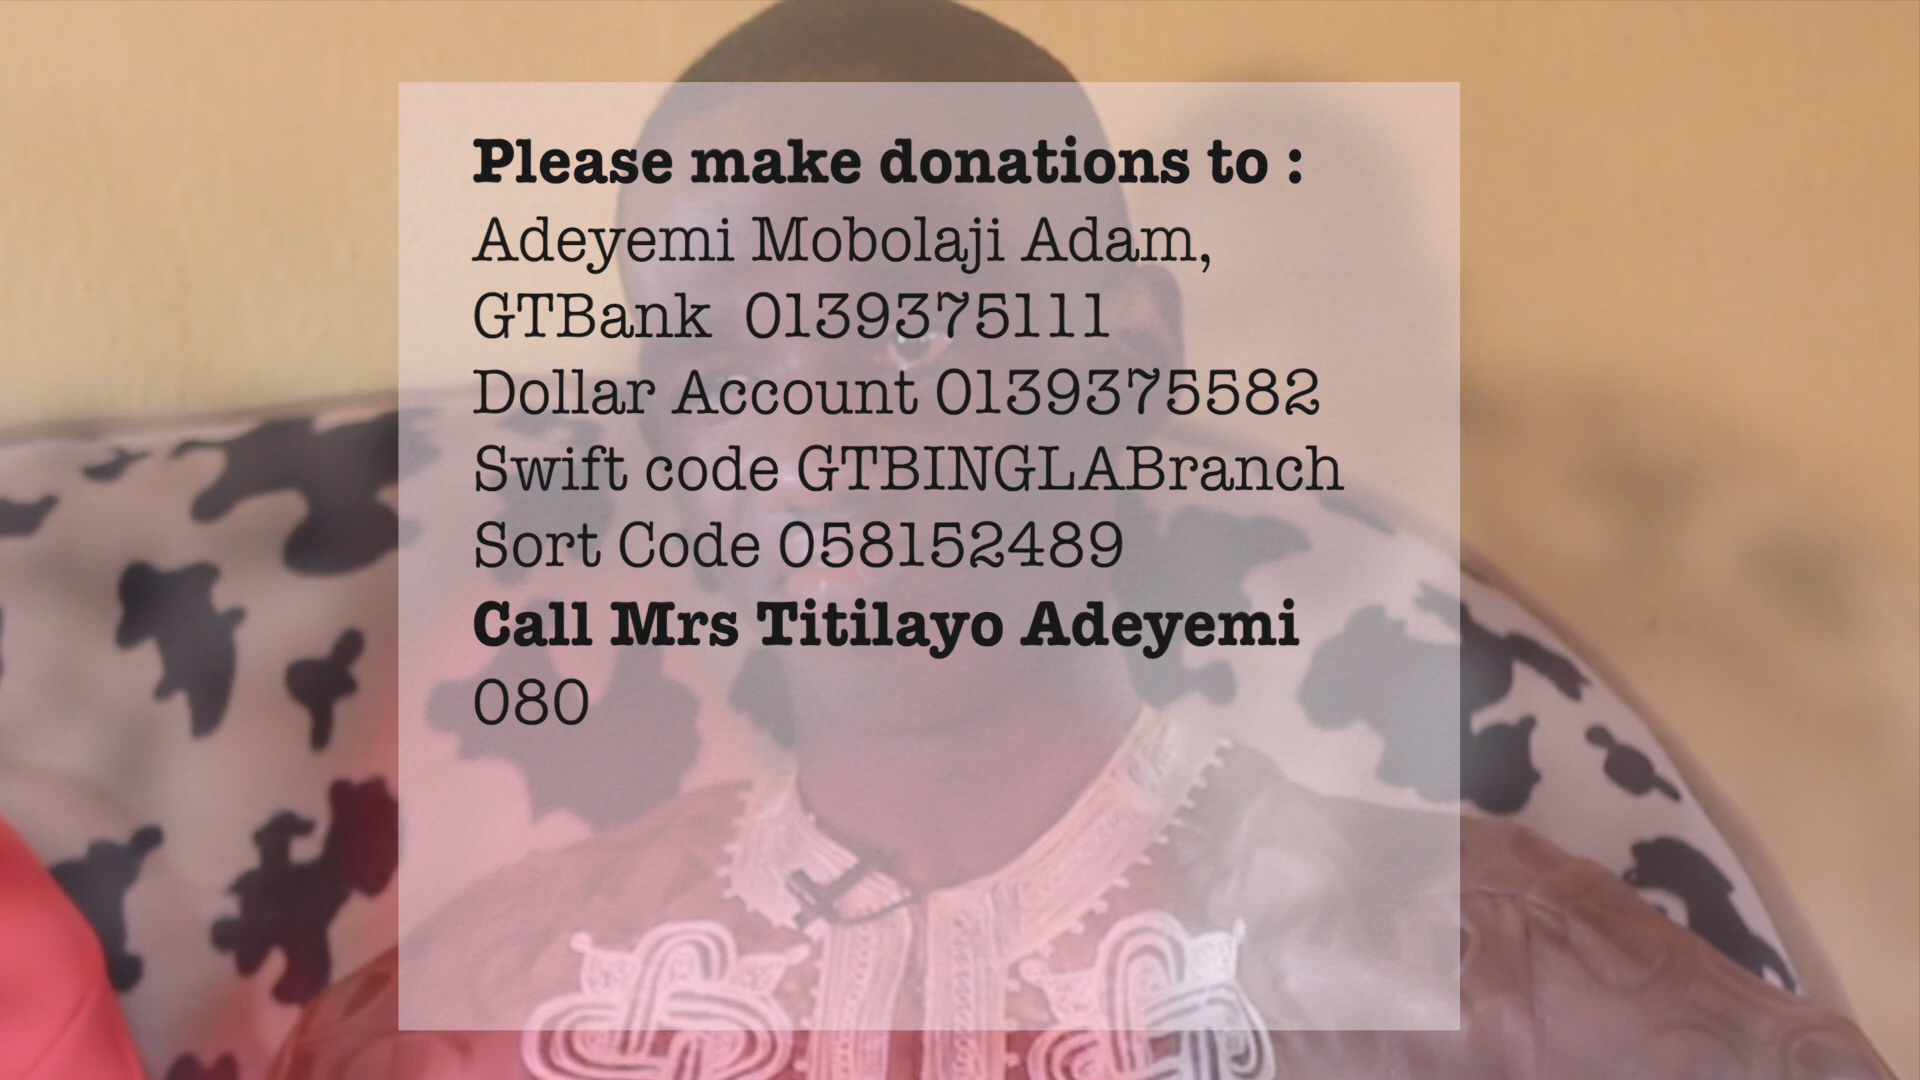 Please make donations to :
Adeyemi Mobolaji Adam,
GTBank 0139375111
Dollar Account 0139375582
Swift code GTBINGLABranch
Sort Code 058152489
Call Mrs Titilayo Adeyemi
080